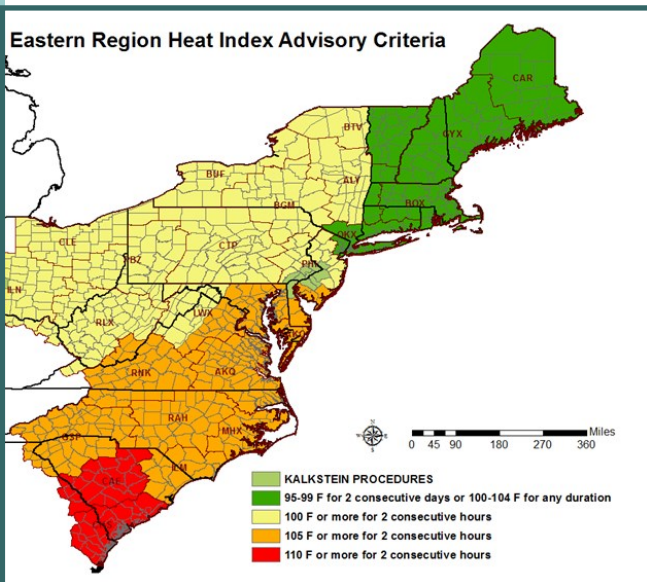 Eastern Region Heat Index Advisory Criteria
CAR
BTV
GYX
BUF
ALY
BGM
BOX
CLE
OKX
PBZ
CTP
PHI
ILN
LWX
RLX
RNK
AKQ
RAH
MHX
GSP
ILM
CAE
N
Miles
0 45 90 180 270 360
KALKSTEIN PROCEDURES
95-99 F for 2 consecutive days or 100-104 F for any duration
100 F or more for 2 consecutive hours
105 F or more for 2 consecutive hours
110 F or more for 2 consecutive hours